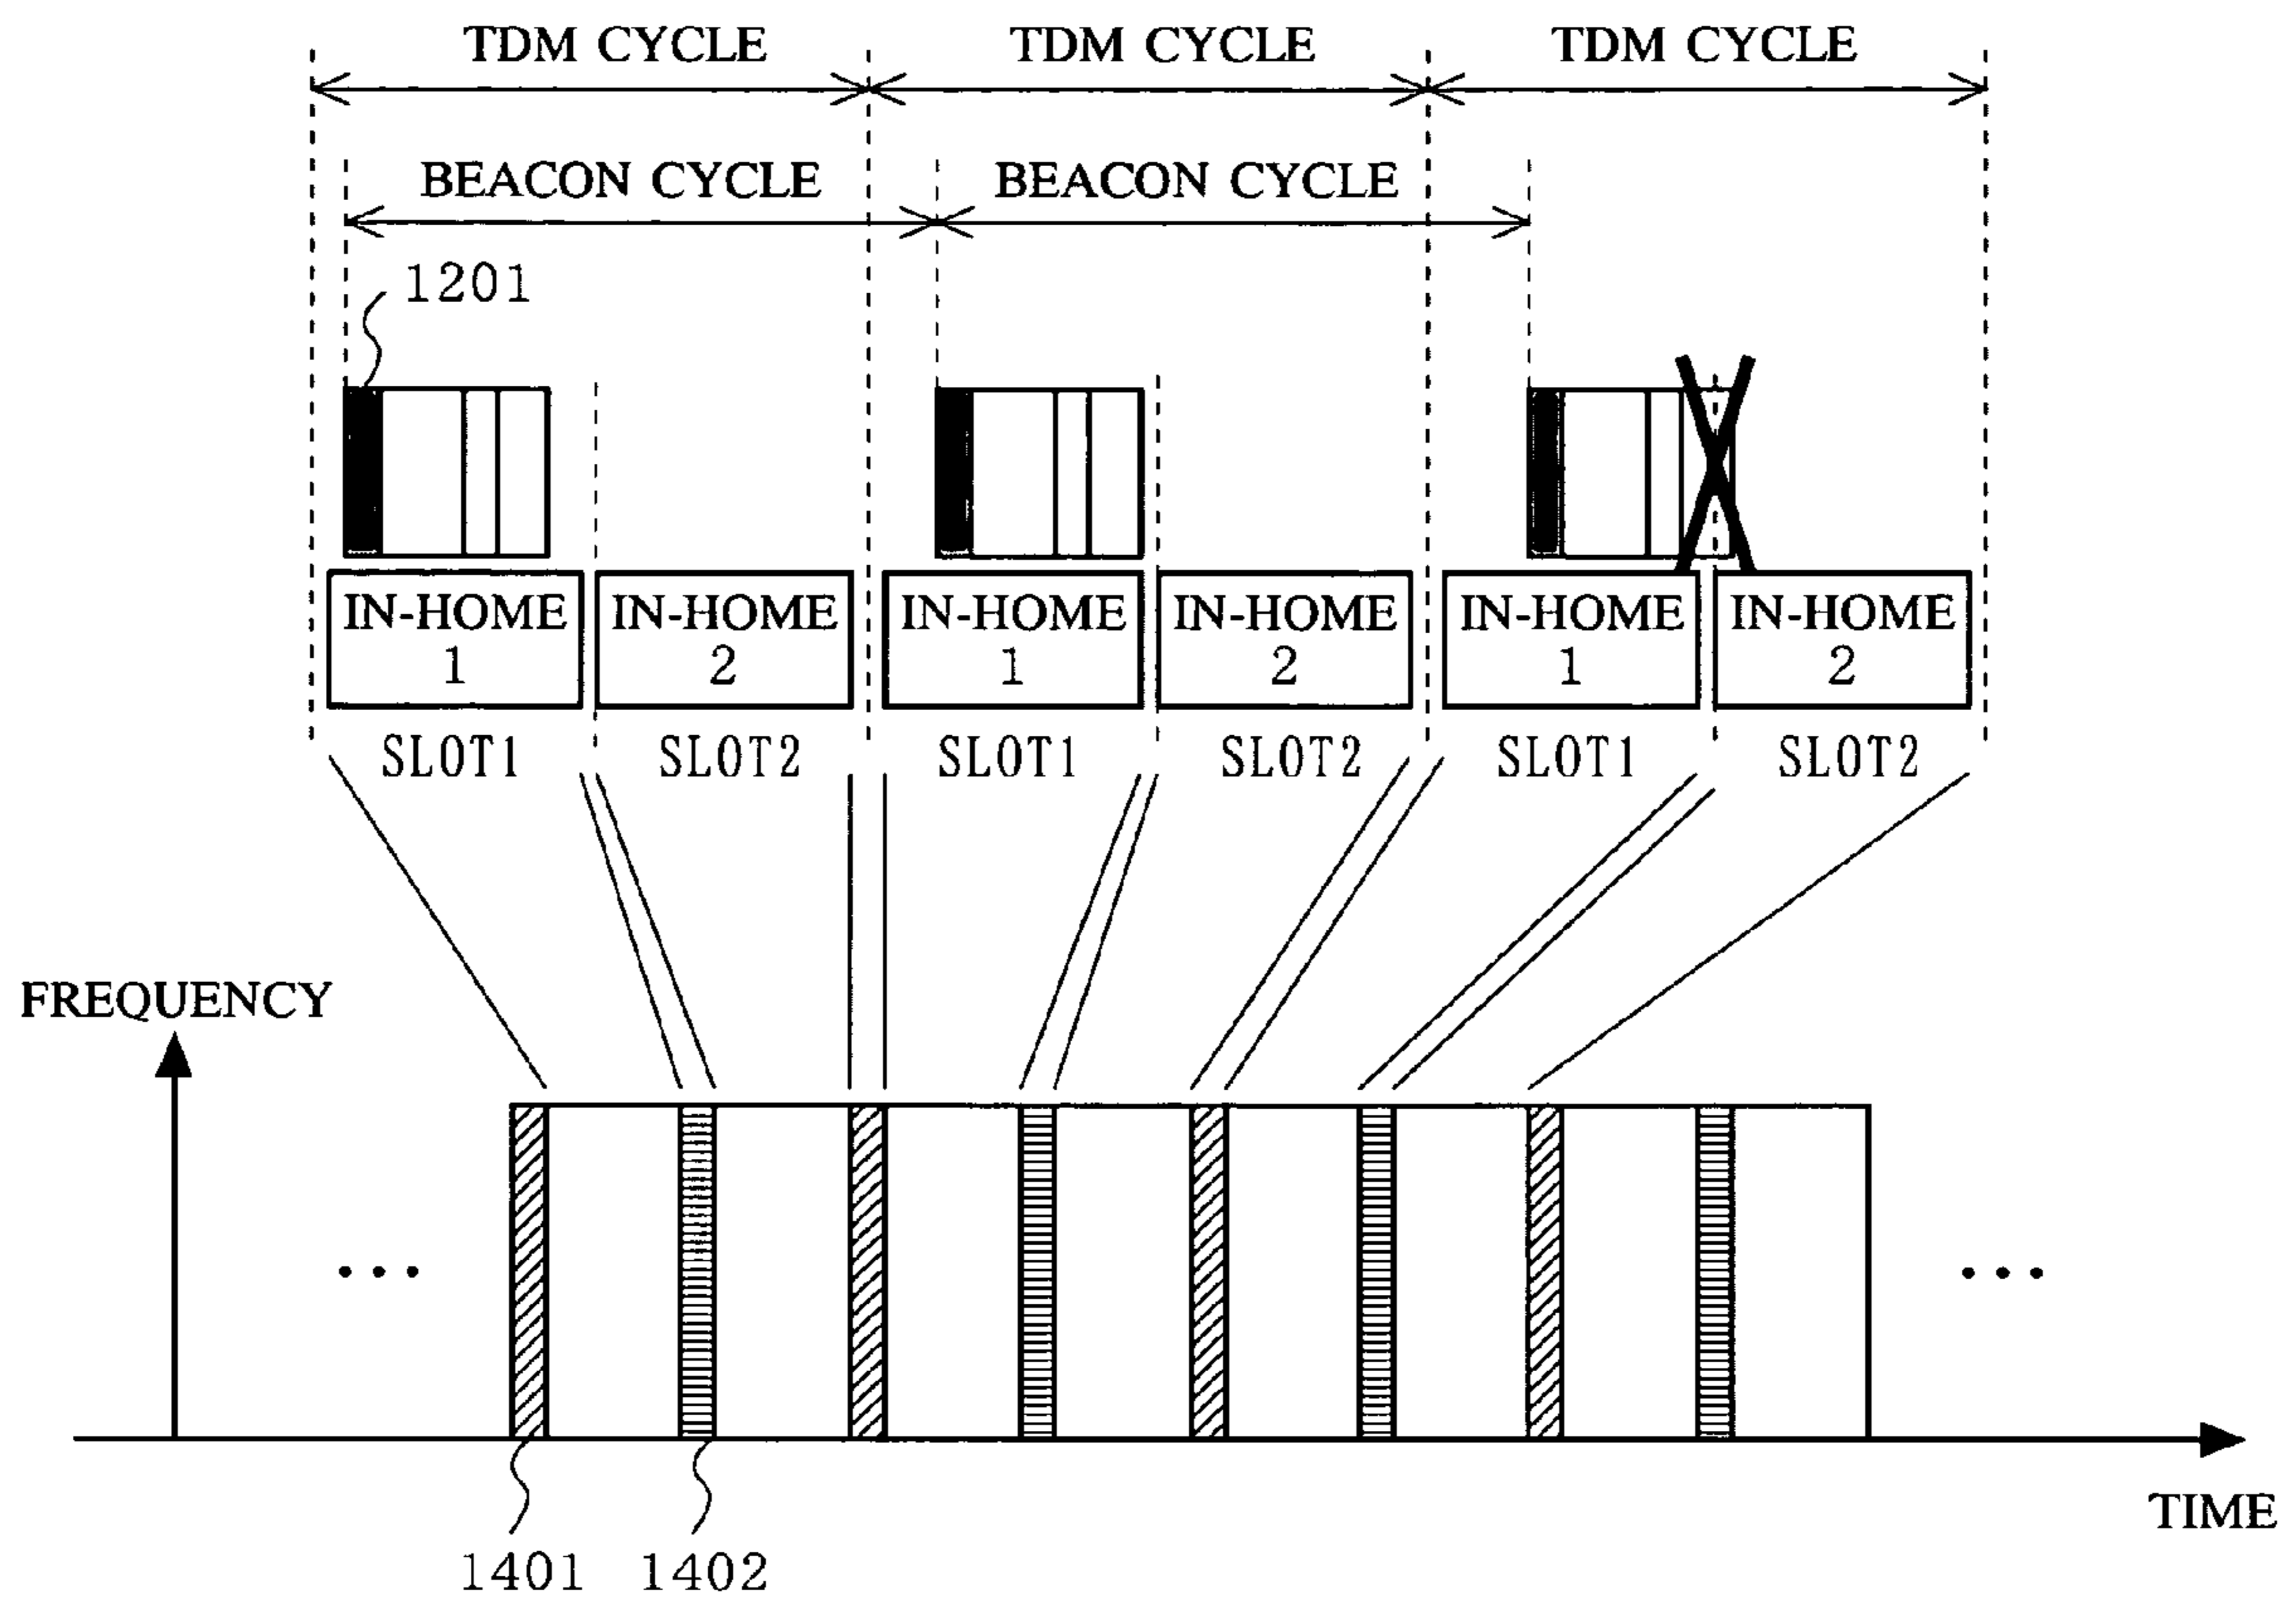 TDM CYCLE TDM CYCLE TDM CYCLE
BEACON CYCLE BEACON CYCLE
1201
IN-HOME 1 IN-HOME 2 IN-HOME 1 IN-HOME 2 IN-HOME 1 IN-HOME 2
SLOT1 SLOT2 SLOT1 SLOT2 SLOT1 SLOT2
FREQUENCY
... ...
TIME
1401 1402